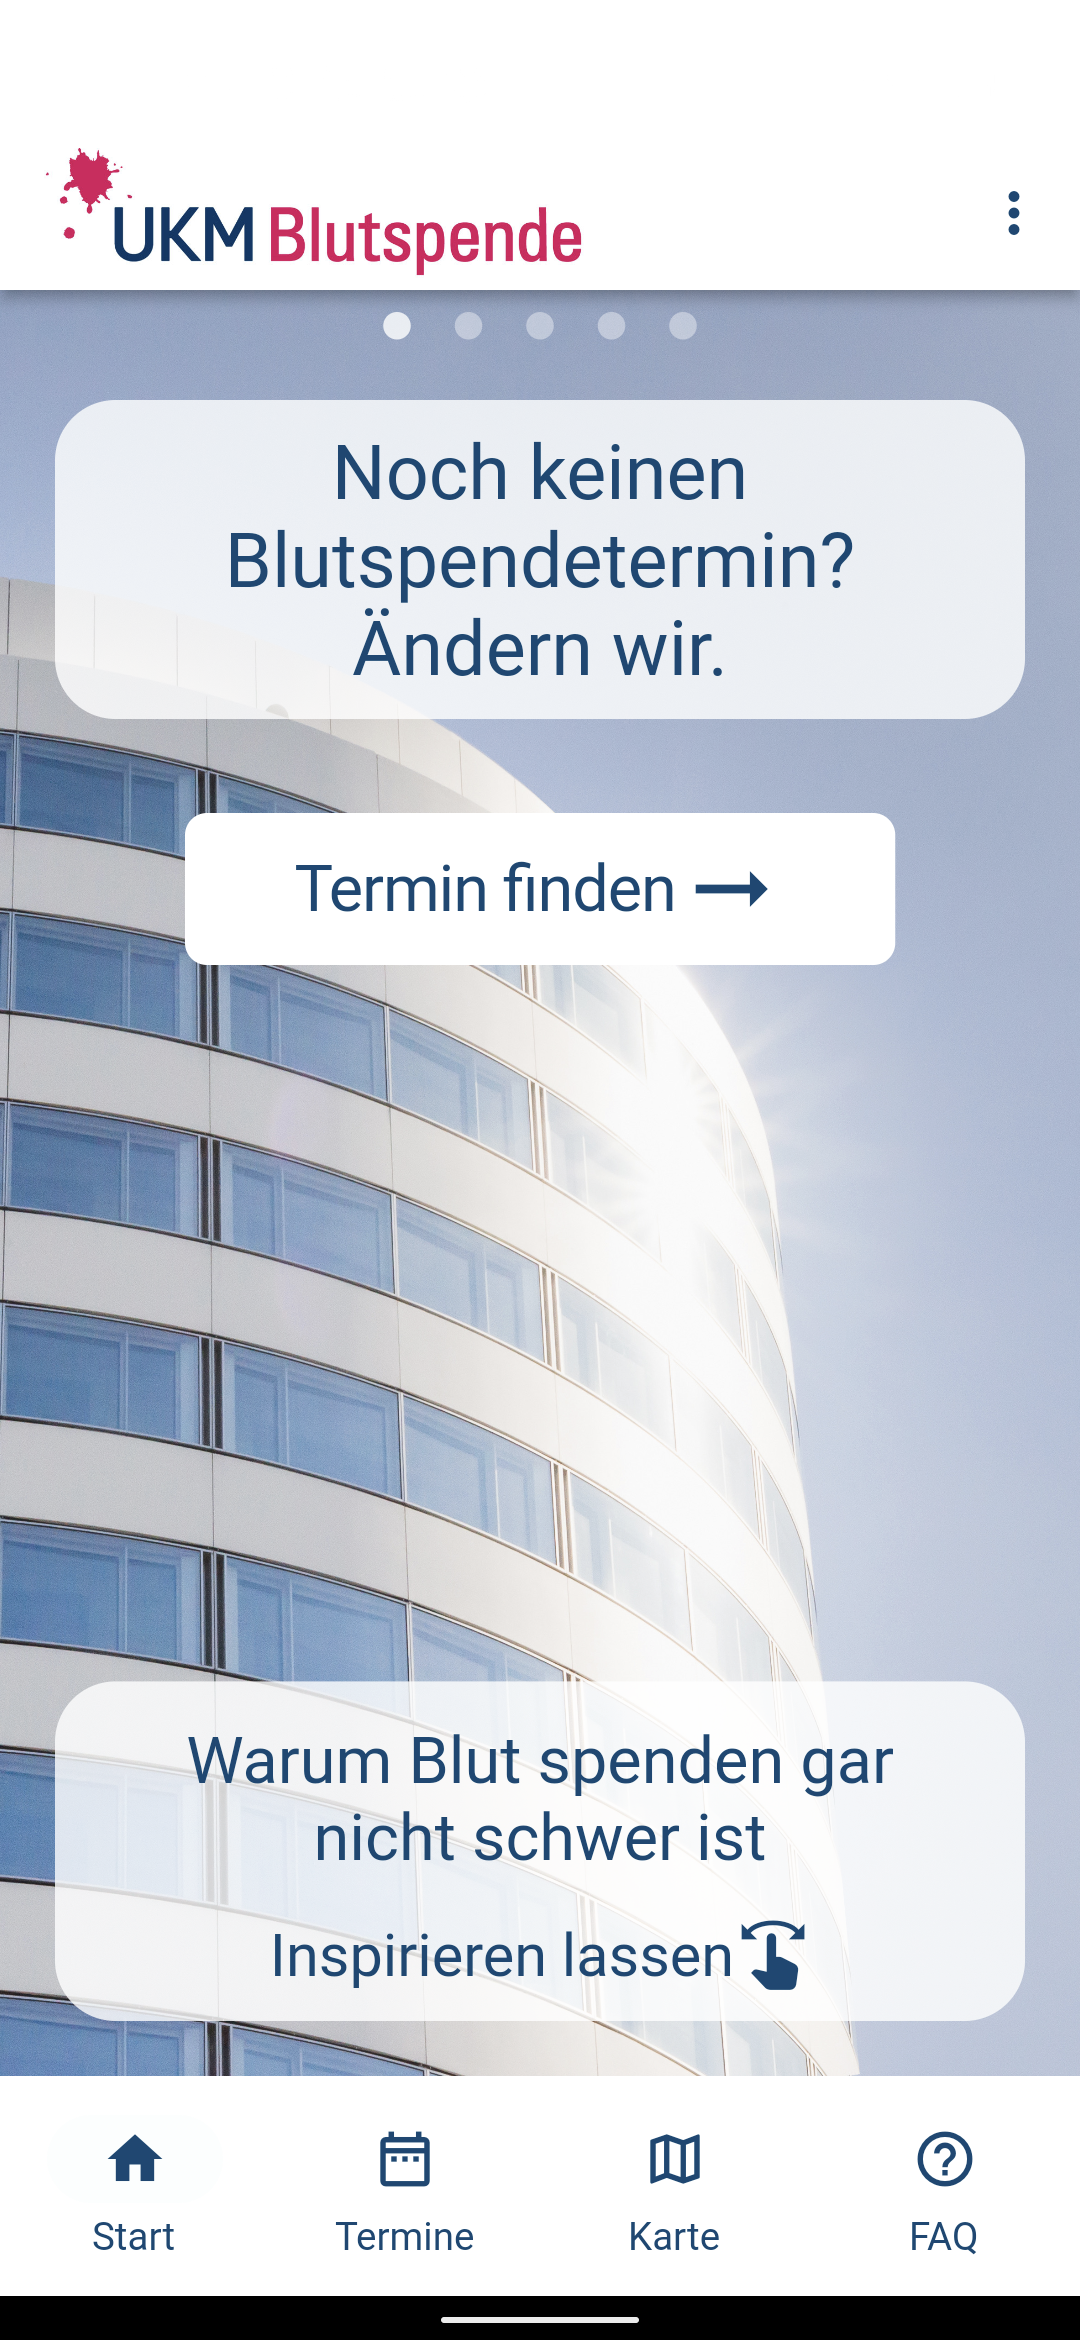 UKM Blutspende
Noch keinen
Blutspendetermin?
Ändern wir.
Termin finden
Warum Blut spenden gar
nicht schwer ist
Inspirieren lassen
Start
Termine
Karte
FAQ